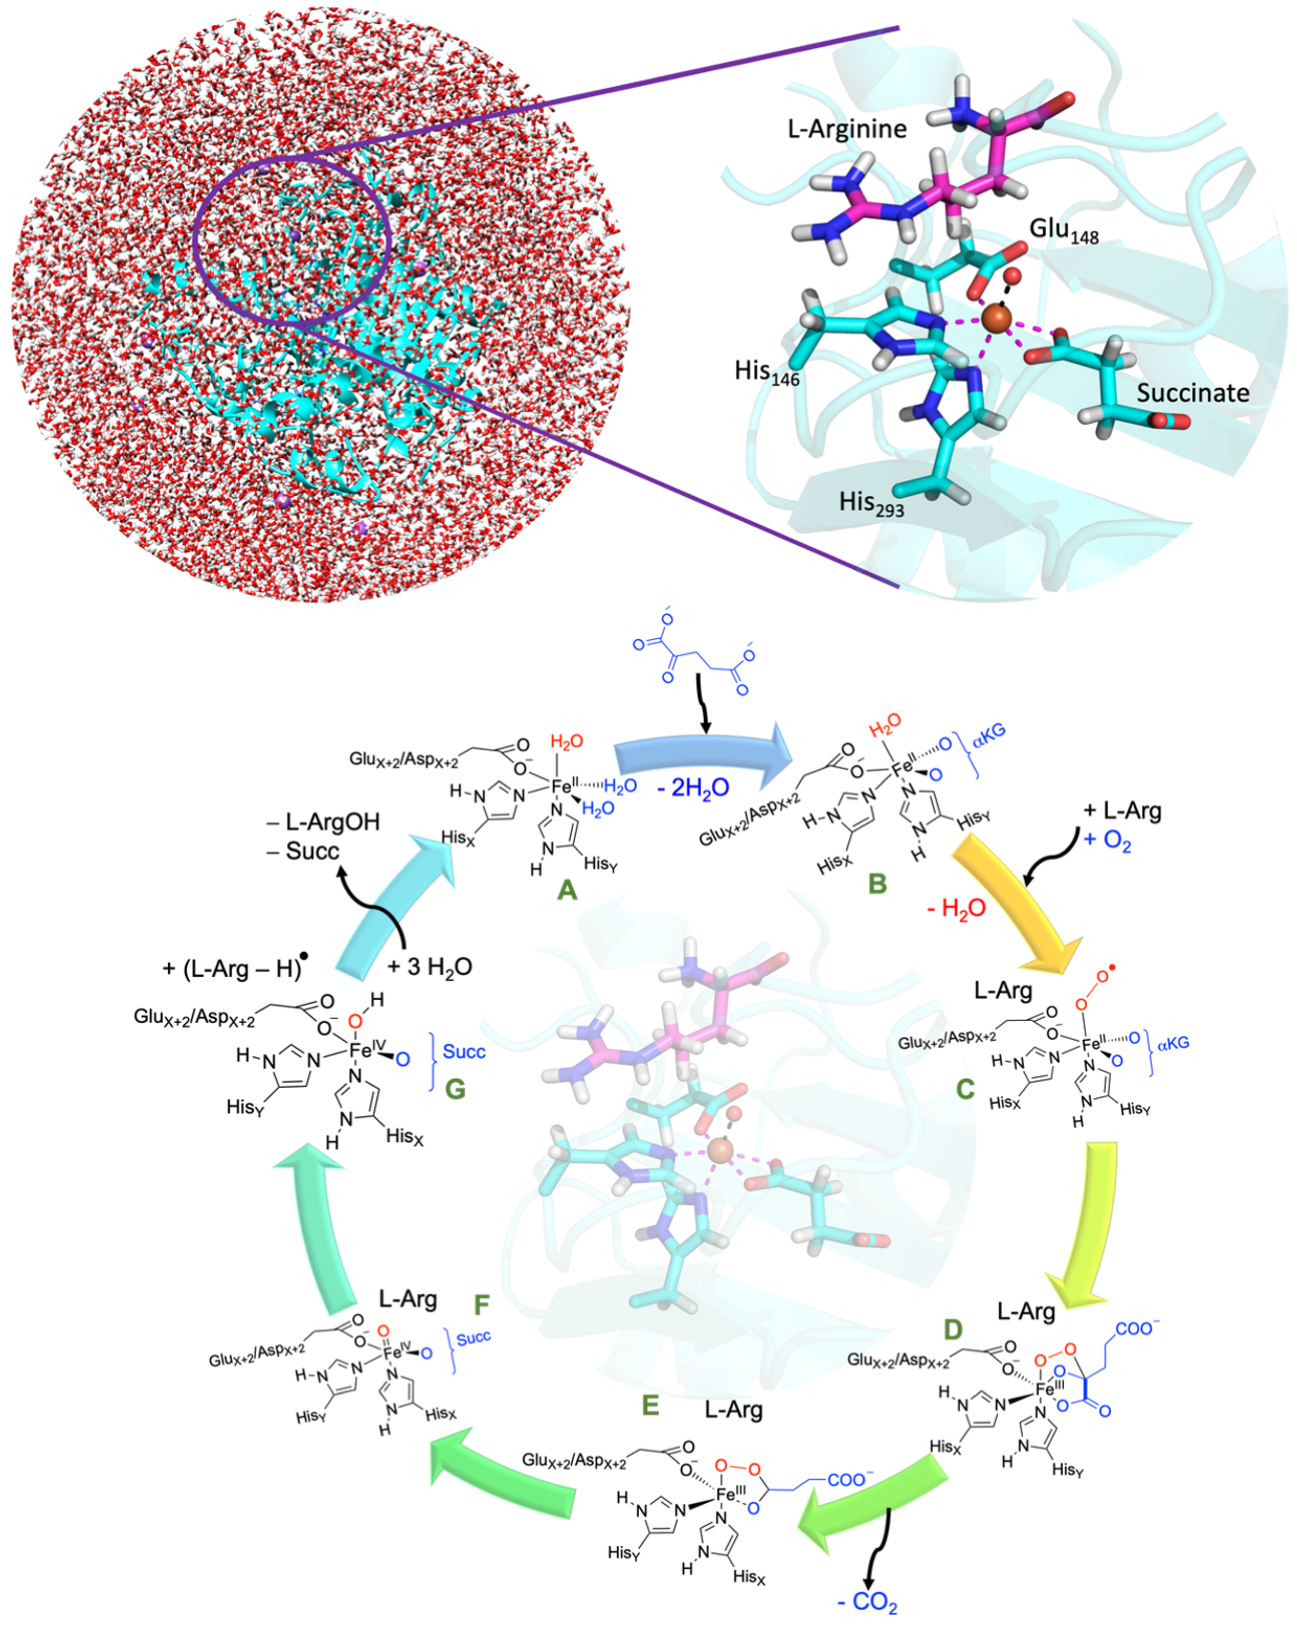 L-Arginine
Glu148
His146
Succinate
His293
O−
O
O
O−
O
GluX+2/AspX+2
O
O−
H2O
FeII
H2O
H2O
H-N
N
HisX
N
N
H
HisY
A
- 2H2O
H2O
O
O−
FeII
O
O
αKG
GluX+2/AspX+2
H-N
N
HisX
N
N
H
HisY
B
+ L-Arg
+ O2
- H2O
L-Arg
O•
O
GluX+2/AspX+2
O
O−
FeII
O
O
αKG
H-N
N
HisX
N
N
H
HisY
C
L-Arg
D
COO−
GluX+2/AspX+2
O
O−
O
O
O
FeIII
O
O
H
N
N
HisX
N
N
H
HisY
E
L-Arg
GluX+2/AspX+2
O
O−
O
O
COO−
FeIII
O
H
N
N
HisY
N
N
H
HisX
- CO2
L-Arg
F
GluX+2/AspX+2
O
O−
O
FeIV
O
Succ
H-N
N
HisY
N
N
H
HisX
+ (L-Arg – H)•
GluX+2/AspX+2
O
O−
O
H
FeIV
O
Succ
G
H-N
N
HisY
N
N
H
HisX
– L-ArgOH
– Succ
+ 3 H2O